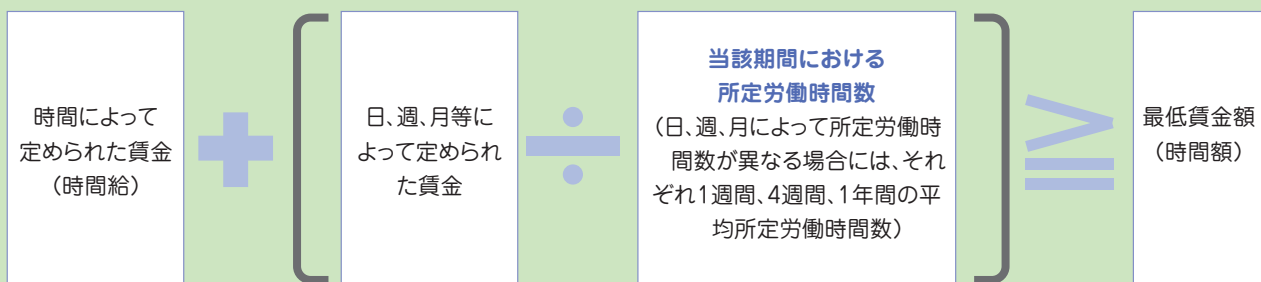 時間によって
定められた賃金
(時間給)
+
日、週、月等に
よって定められ
た賃金
÷
当該期間における
所定労働時間数
(日、週、月によって所定労働時
間数が異なる場合には、それ
ぞれ1週間、4週間、1年間の平
均所定労働時間数)
≧
最低賃金額
(時間額)